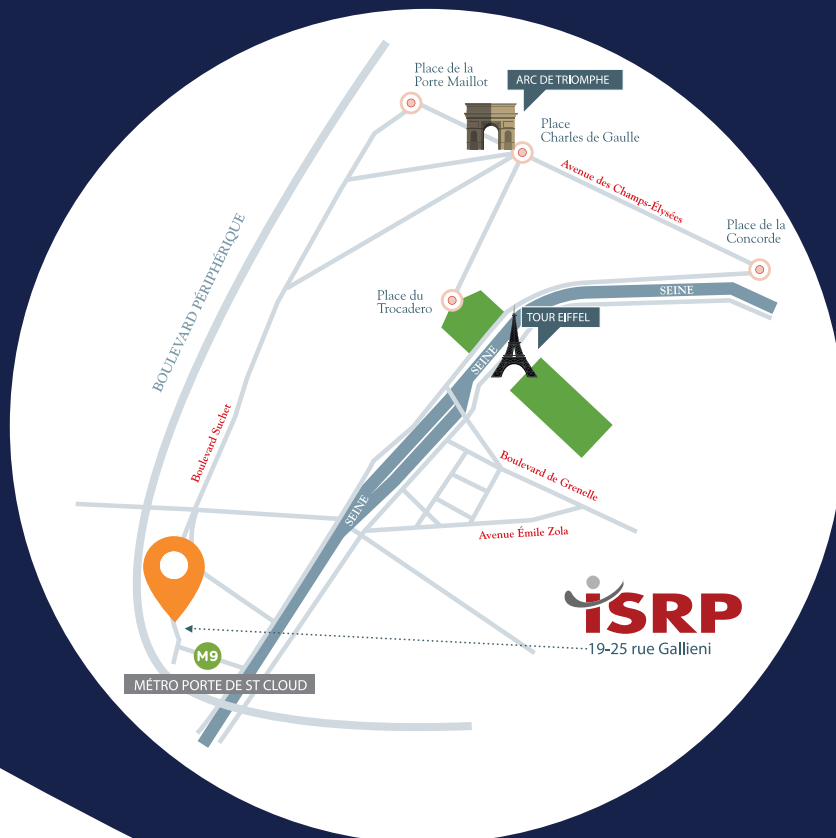 Place de la
Porte Maillot
ARC DE TRIOMPHE
Place
Charles de Gaulle
Avenue des Champs-Élysées
Place de la
Concorde
BOULEVARD PÉRIPHÉRIQUE
Place du
Trocadero
SEINE
TOUR EIFFEL
SEINE
Boulevard Suchet
Boulevard de Grenelle
SEINE
Avenue Émile Zola
iSRP
19-25 rue Gallieni
M9
MÉTRO PORTE DE ST CLOUD